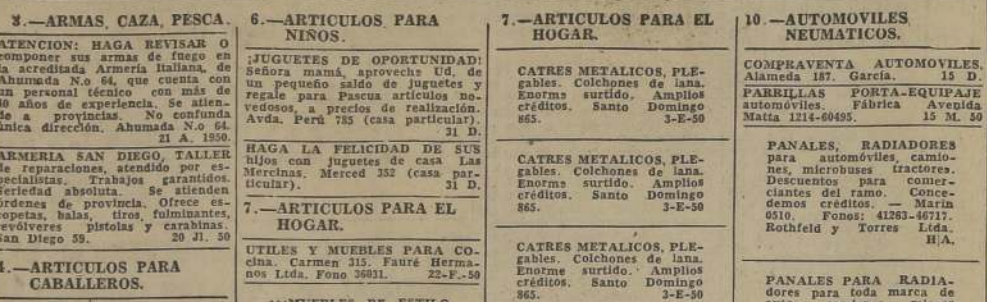 3.—ARMAS, CAZA, PESCA.
ATENCION: HAGA REVISAR O
componer sus armas de fuego en
la acreditada Armería Italiana, de
Ahumada N.o 64, que cuenta con
un personal técnico con más de
40 años de experiencia. Se atien-
de a provincias. No confunda
única dirección. Ahumada N.o 64.
21 A. 1950.
ARMERIA SAN DIEGO, TALLER
de reparaciones, atendido por es-
pecialistas. Trabajos garantidos.
Seriedad absoluta. Se atienden
órdenes de provincia. Ofrece es-
copetas, balas, tiros, fulminantes,
revólveres pistolas y carabinas.
San Diego 59. 20 Jl. 50
4.—ARTICULOS PARA
CABALLEROS.
6.—ARTICULOS PARA
NIÑOS.
¡JUGUETES DE OPORTUNIDAD!
Señora mamá, aproveche Ud. de
un pequeño saldo de juguetes y
regale para Pascua artículos no-
vedosos, a precios de realización.
Avda. Perú 785 (casa particular).
31 D.
HAGA LA FELICIDAD DE SUS
hijos con juguetes de casa Las
Mercinas, Merced 352 (casa par-
ticular). 31 D.
7.—ARTICULOS PARA EL
HOGAR.
UTILES Y MUEBLES PARA CO-
cina. Carmen 315. Fauré Herma-
nos Ltda. Fono 36031. 22-F.-50
MUEBLES DE ESTILO
7.—ARTICULOS PARA EL
HOGAR.
CATRES METALICOS, PLE-
gables. Colchones de lana.
Enorme surtido. Amplios
créditos. Santo Domingo
865. 3-E-50
CATRES METALICOS, PLE-
gables. Colchones de lana.
Enorme surtido. Amplios
créditos. Santo Domingo
865. 3-E-50
CATRES METALICOS, PLE-
gables. Colchones de lana.
Enorme surtido. Amplios
créditos. Santo Domingo
865. 3-E-50
10.—AUTOMOVILES
NEUMATICOS.
COMPRAVENTA AUTOMOVILES,
Alameda 187. García. 15 D.
PARRILLAS PORTA-EQUIPAJE
automóviles. Fábrica Avenida
Matta 1214-60495. 15 M. 50
PANALES, RADIADORES
para automóviles, camio-
nes, microbuses tractores.
Descuentos para comer-
ciantes del ramo. Conce-
demos créditos. — Marín
0510. Fonos: 41263-46717.
Rothfeld y Torres Ltda.
H|A.
PANALES PARA RADIA-
dores para toda marca de